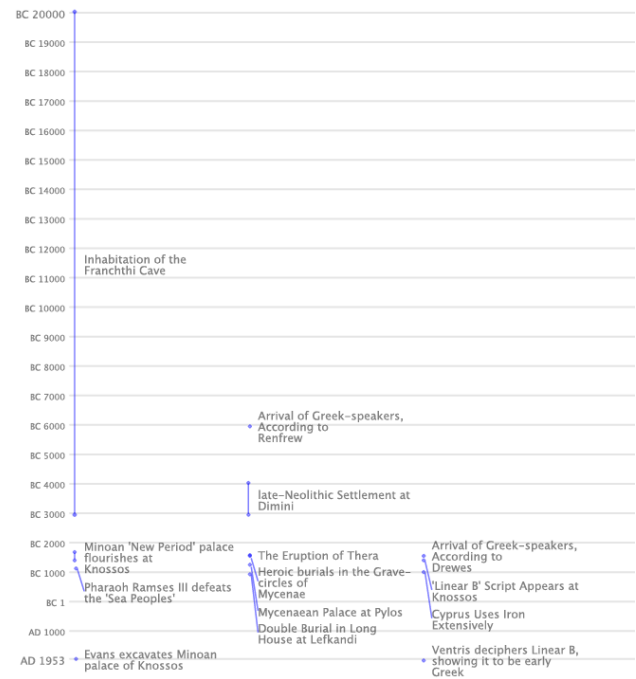 BC 20000
BC 19000
BC 18000
BC 17000
BC 16000
BC 15000
BC 14000
BC 13000
BC 12000
Inhabitation of the
Franchthi Cave
BC 11000
BC 10000
BC 9000
BC 8000
BC 7000
Arrival of Greek-speakers,
According to
Renfrew
BC 6000
BC 5000
BC 4000
late-Neolithic Settlement at
Dimini
BC 3000
BC 2000
Minoan 'New Period' palace
flourishes at
Knossos
The Eruption of Thera
Arrival of Greek-speakers,
According to
Drewes
BC 1000
Pharaoh Ramses III defeats
the 'Sea Peoples'
Heroic burials in the Grave-
circles of
Mycenae
'Linear B' Script Appears at
Knossos
BC 1
Mycenaean Palace at Pylos
Cyprus Uses Iron
Extensively
AD 1000
Double Burial in Long
House at Lefkandi
AD 1953
Evans excavates Minoan
palace of Knossos
Ventris deciphers Linear B,
showing it to be early
Greek